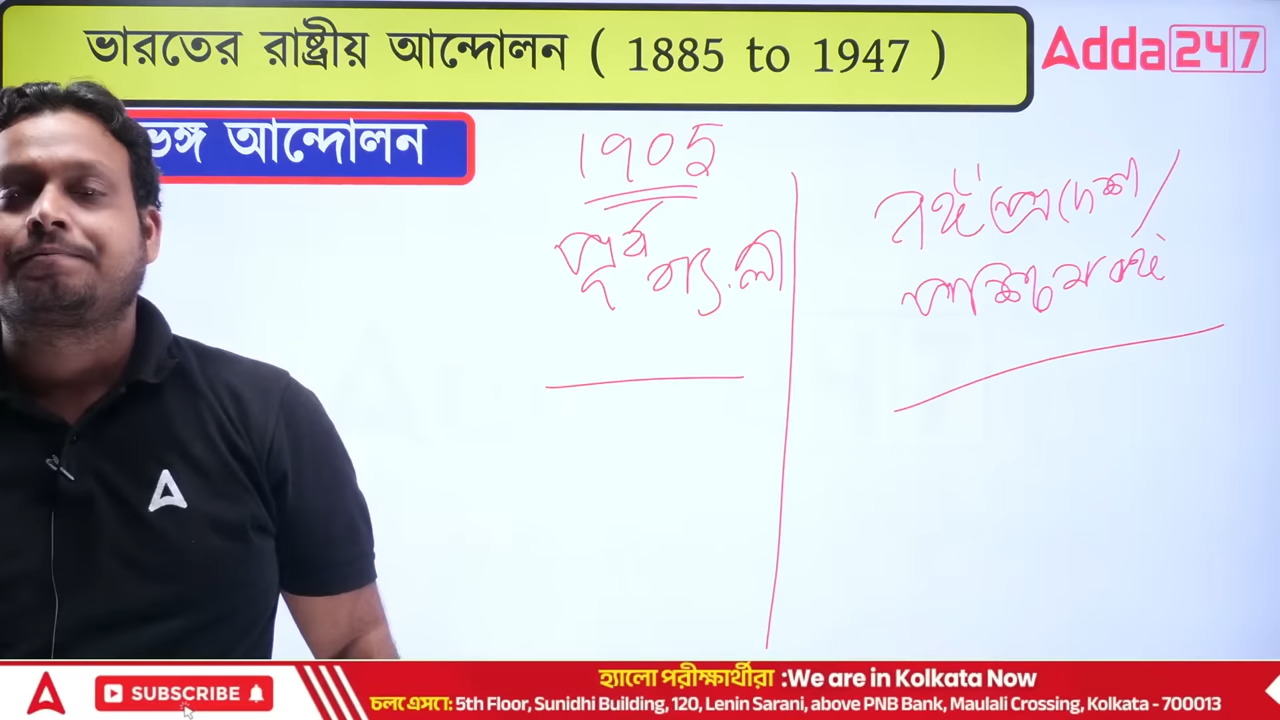 ভারতের রাষ্ট্রীয় আন্দোলন ( 1885 to 1947 )
Adda247
ভঙ্গ আন্দোলন
১৯০৫
পূর্ব
বাংলা
/
SUBSCRIBE
হ্যালো পরীক্ষার্থীরা :We are in Kolkata Now
চলে এসো: 5th Floor, Sunidhi Building, 120, Lenin Sarani, above PNB Bank, Maulali Crossing, Kolkata - 700013